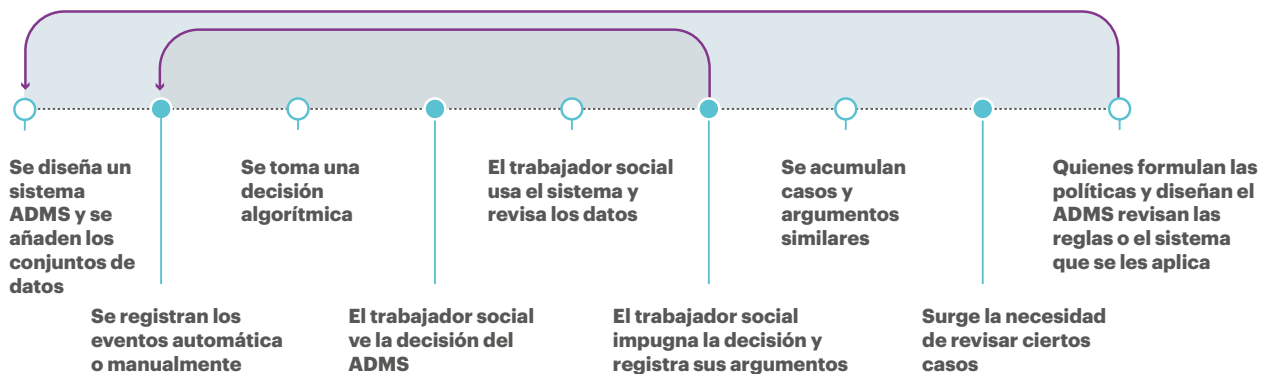 Se diseña un
sistema
ADMS y se
añaden los
conjuntos de
datos
Se registran los
eventos automática
o manualmente
Se toma una
decisión
algorítmica
El trabajador social
ve la decisión del
ADMS
El trabajador social
usa el sistema y
revisa los datos
El trabajador social
impugna la decisión y
registra sus argumentos
Se acumulan
casos y
argumentos
similares
Surge la necesidad
de revisar ciertos
casos
Quienes formulan las
políticas y diseñan el
ADMS revisan las
reglas o el sistema
que se les aplica